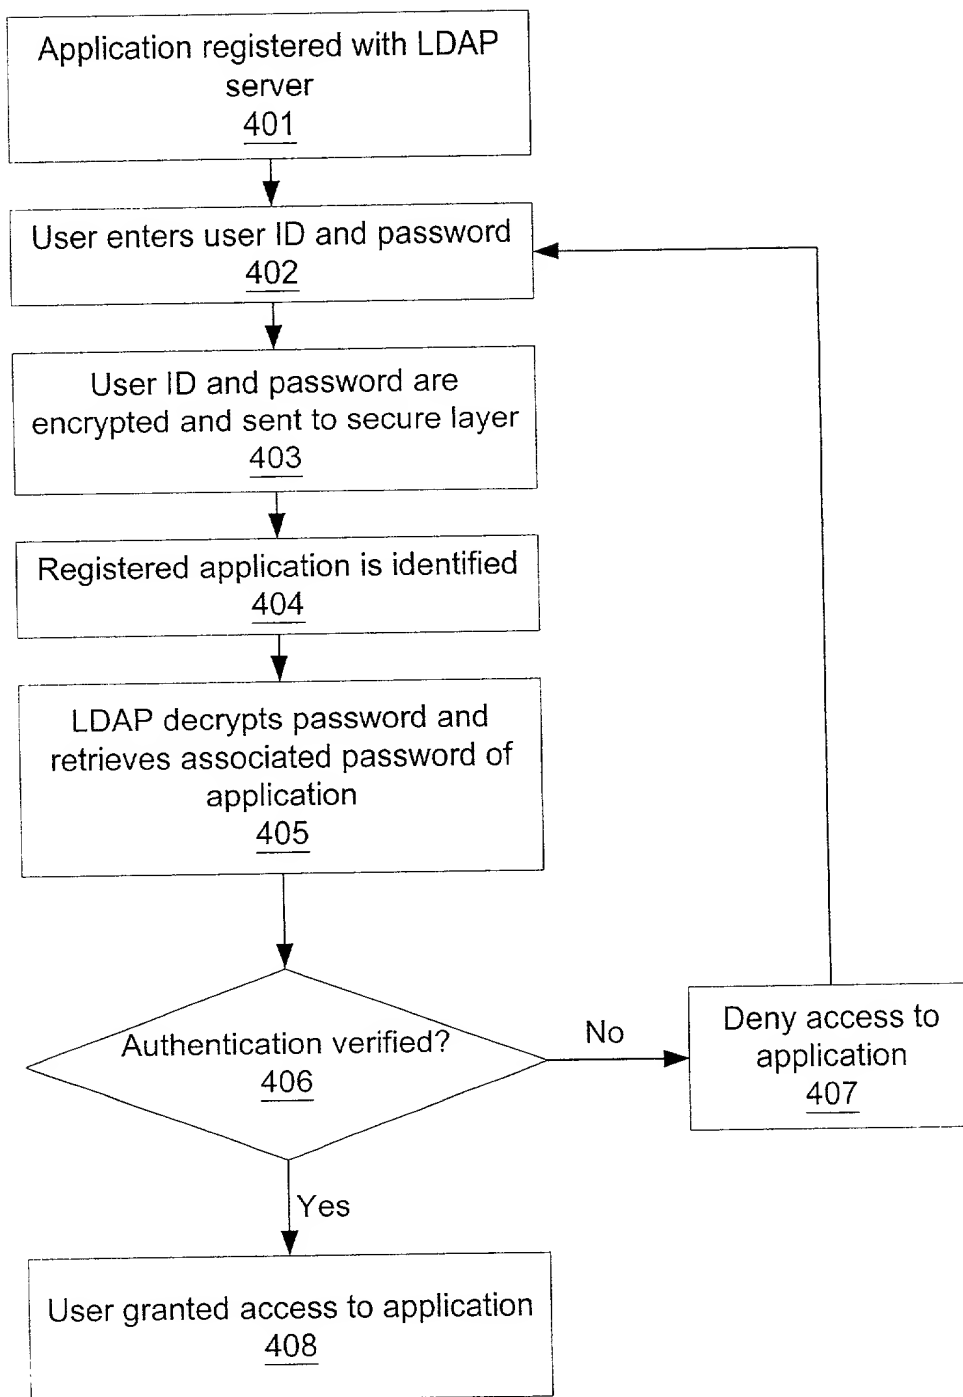 Application registered with LDAP
server
401
User enters user ID and password
402
User ID and password are
encrypted and sent to secure layer
403
Registered application is identified
404
LDAP decrypts password and
retrieves associated password of
application
405
Authentication verified?
406
No
Deny access to
application
407
Yes
User granted access to application
408